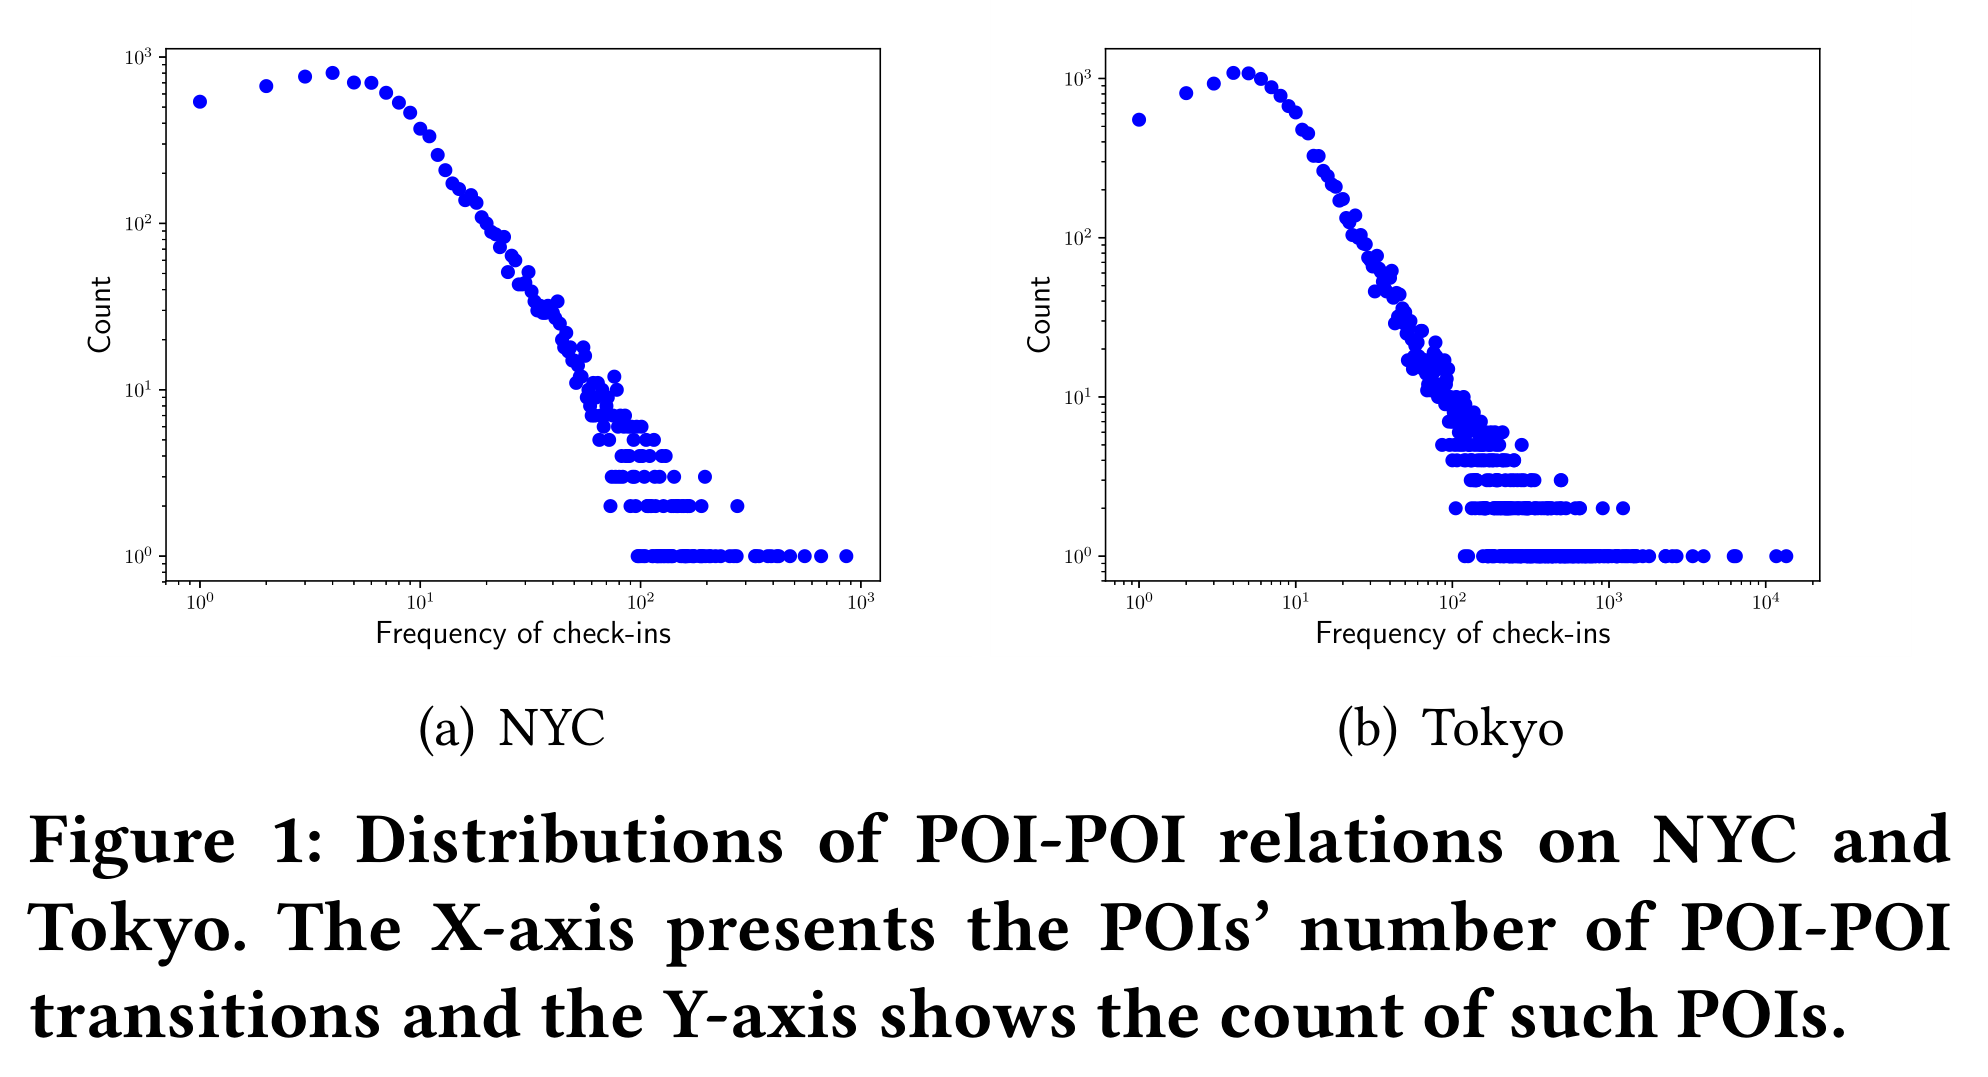 10³
10²
10¹
10⁰
Count
10⁰ 10¹ 10² 10³
Frequency of check-ins
(a) NYC
10³
10²
10¹
10⁰
Count
10⁰ 10¹ 10² 10³ 10⁴
Frequency of check-ins
(b) Tokyo
Figure 1: Distributions of POI-POI relations on NYC and
Tokyo. The X-axis presents the POIs’ number of POI-POI
transitions and the Y-axis shows the count of such POIs.